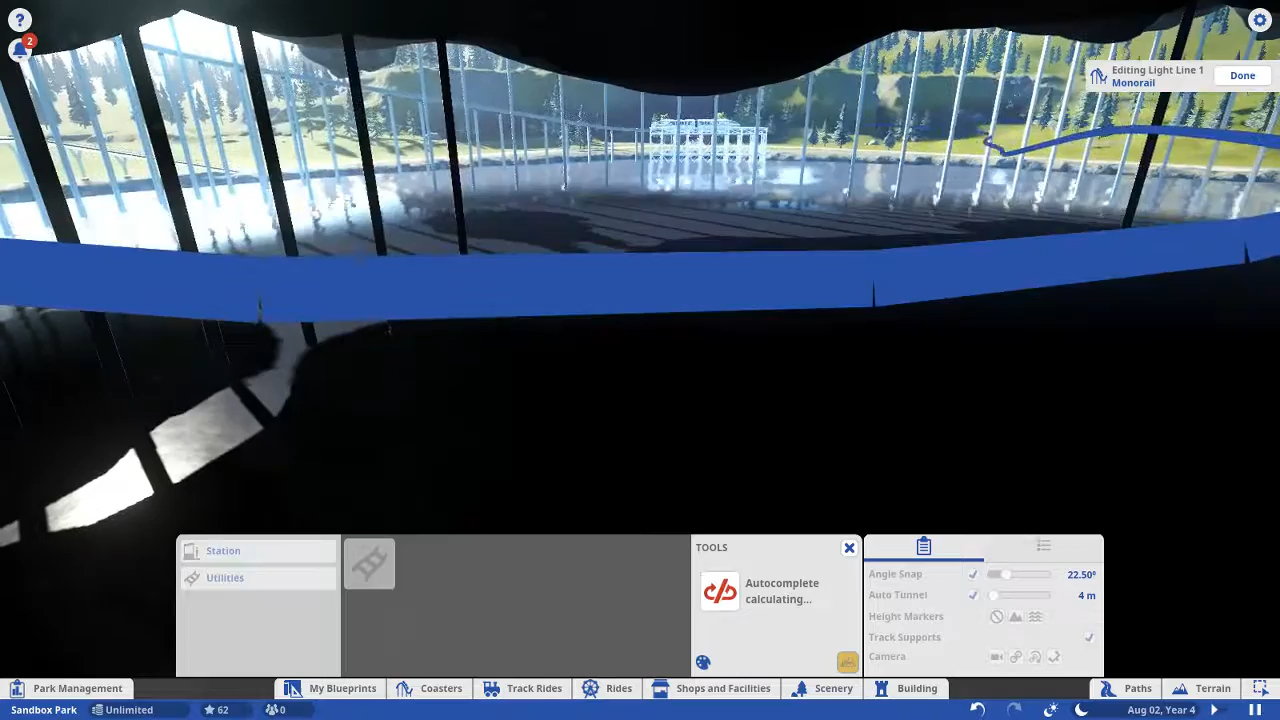 ?
2
Editing Light Line 1
Monorail
Done
Station
Utilities
TOOLS
Autocomplete
calculating...
Angle Snap
22.50°
Auto Tunnel
4 m
Height Markers
Track Supports
Camera
Park Management
My Blueprints
Coasters
Track Rides
Rides
Shops and Facilities
Scenery
Building
Paths
Terrain
Sandbox Park
Unlimited
62
0
Aug 02, Year 4